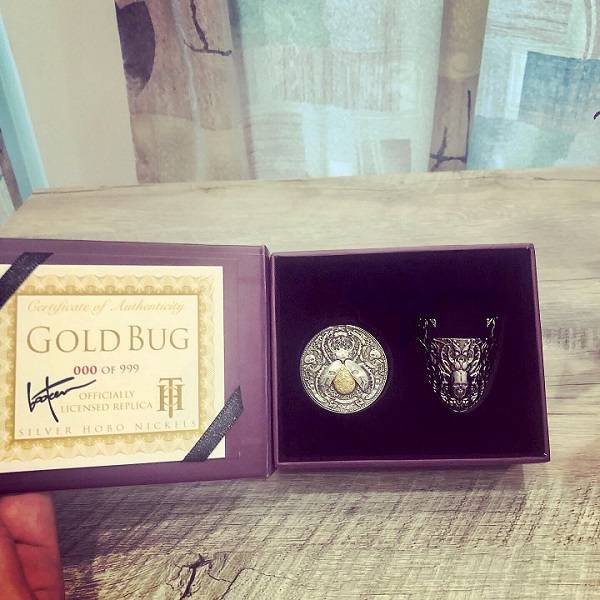 Certificate of Authenticity
GOLD BUG
000 OF 999
OFFICIALLY
LICENSED REPLICA
SILVER HOBO NICKELS